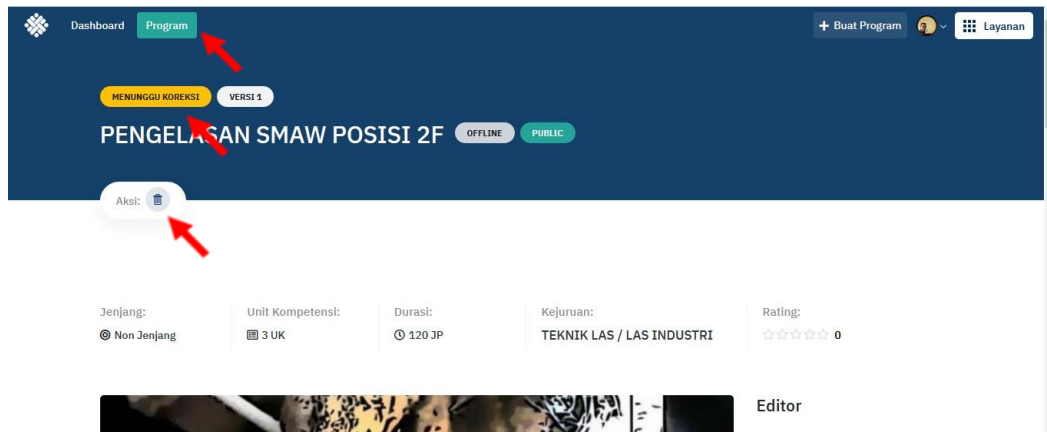 Dashboard Program + Buat Program Layanan
MENUNGGU KOREKSI VERSI 1
PENGELASAN SMAW POSISI 2F OFFLINE PUBLIC
Aksi:
Jenjang: Unit Kompetensi: Durasi: Kejuruan: Rating:
Non Jenjang 3 UK 120 JP TEKNIK LAS / LAS INDUSTRI 0
Editor